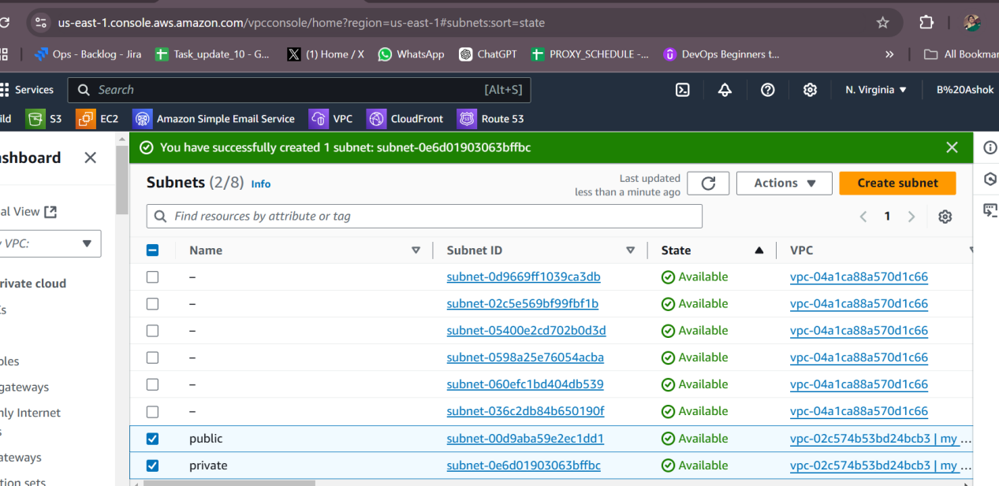 us-east-1.console.aws.amazon.com/vpcconsole/home?region=us-east-1#subnets:sort=state
Ops - Backlog - Jira Task_update_10 - G... (1) Home / X WhatsApp ChatGPT PROXY_SCHEDULE -... DevOps Beginners t... » All Bookmar
Services Search [Alt+S] N. Virginia B%20Ashok
ild S3 EC2 Amazon Simple Email Service VPC CloudFront Route 53
You have successfully created 1 subnet: subnet-0e6d01903063bffbc
shboard
Subnets (2/8) Info Last updated less than a minute ago Actions Create subnet
al View
Find resources by attribute or tag 1
VPC:
Name Subnet ID State VPC
– subnet-0d9669ff1039ca3db Available vpc-04a1ca88a570d1c66
rivate cloud
– subnet-02c5e569bf99fbf1b Available vpc-04a1ca88a570d1c66
s
– subnet-05400e2cd702b0d3d Available vpc-04a1ca88a570d1c66
– subnet-0598a25e76054acba Available vpc-04a1ca88a570d1c66
oles
– subnet-060efc1bd404db539 Available vpc-04a1ca88a570d1c66
gateways
– subnet-036c2db84b650190f Available vpc-04a1ca88a570d1c66
nly Internet
s
public subnet-00d9aba59e2ec1dd1 Available vpc-02c574b53bd24bcb3 | my ...
ateways
private subnet-0e6d01903063bffbc Available vpc-02c574b53bd24bcb3 | my ...
tion sets